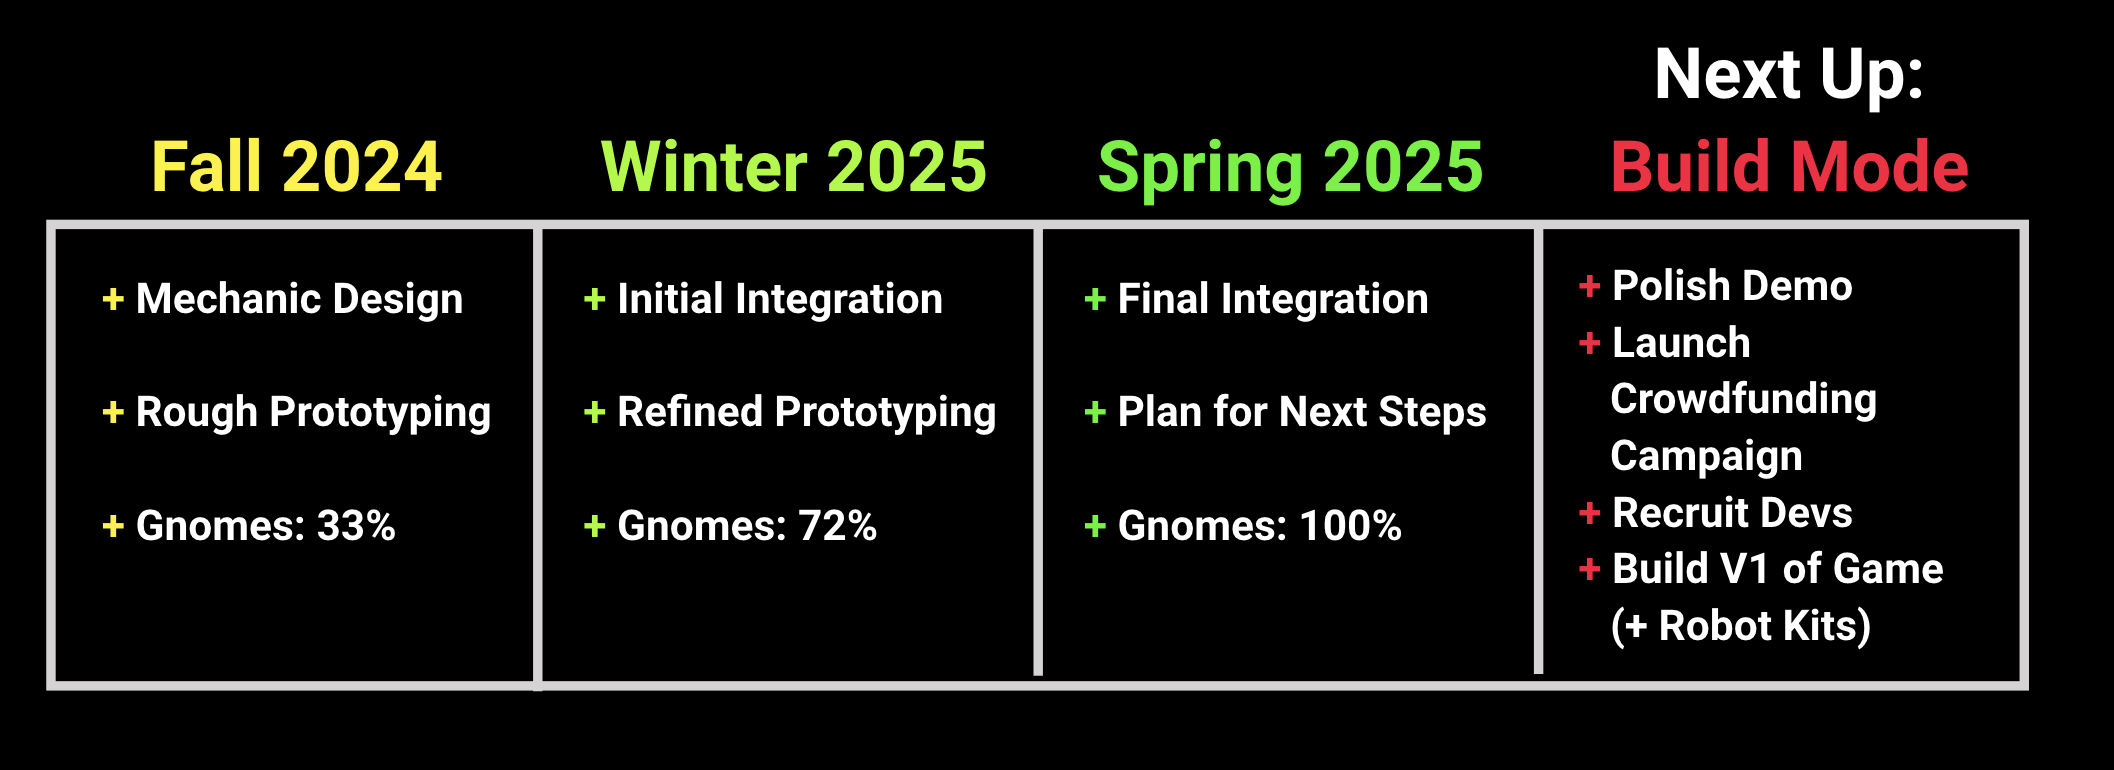 Fall 2024
+ Mechanic Design
+ Rough Prototyping
+ Gnomes: 33%
Winter 2025
+ Initial Integration
+ Refined Prototyping
+ Gnomes: 72%
Spring 2025
+ Final Integration
+ Plan for Next Steps
+ Gnomes: 100%
Next Up:
Build Mode
+ Polish Demo
+ Launch
Crowdfunding
Campaign
+ Recruit Devs
+ Build V1 of Game
(+ Robot Kits)